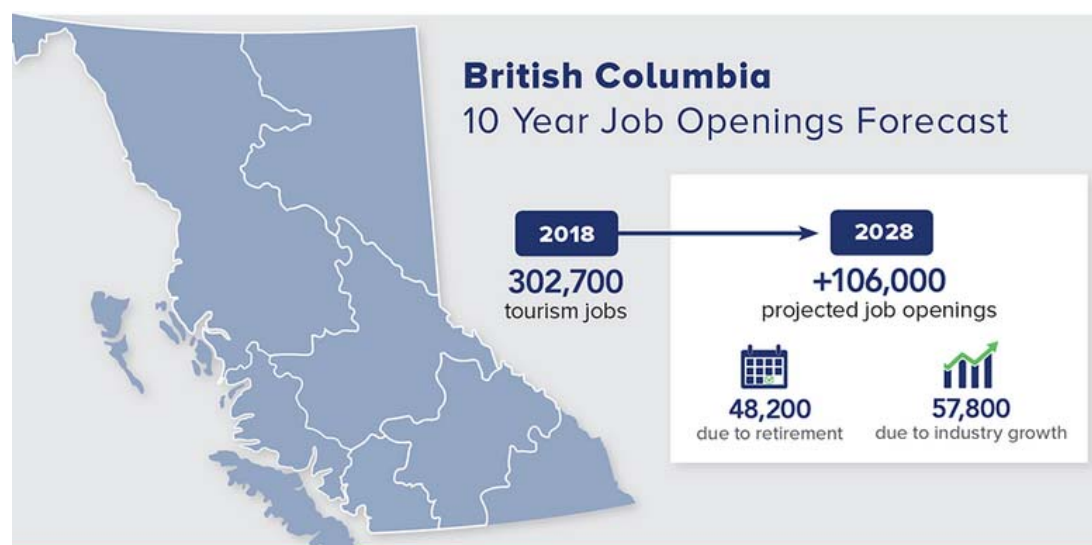 British Columbia
10 Year Job Openings Forecast
2018
302,700
tourism jobs
2028
+106,000
projected job openings
48,200
due to retirement
57,800
due to industry growth